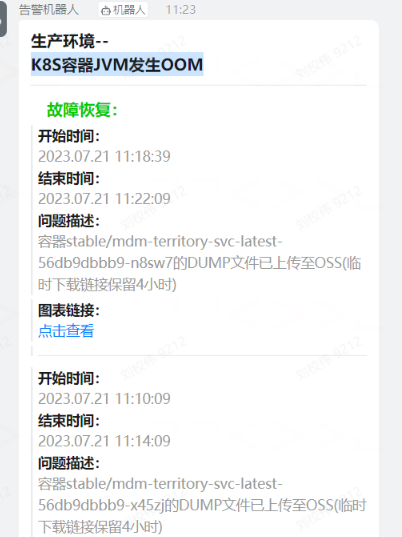 告警机器人 机器人 11:23
生产环境--
K8S容器JVM发生OOM
故障恢复：
开始时间：
2023.07.21 11:18:39
结束时间：
2023.07.21 11:22:09
问题描述：
容器stable/mdm-territory-svc-latest-
56db9dbbb9-n8sw7的DUMP文件已上传至OSS(临
时下载链接保留4小时)
图表链接：
点击查看
开始时间：
2023.07.21 11:10:09
结束时间：
2023.07.21 11:14:09
问题描述：
容器stable/mdm-territory-svc-latest-
56db9dbbb9-x45zj的DUMP文件已上传至OSS(临时
下载链接保留4小时)